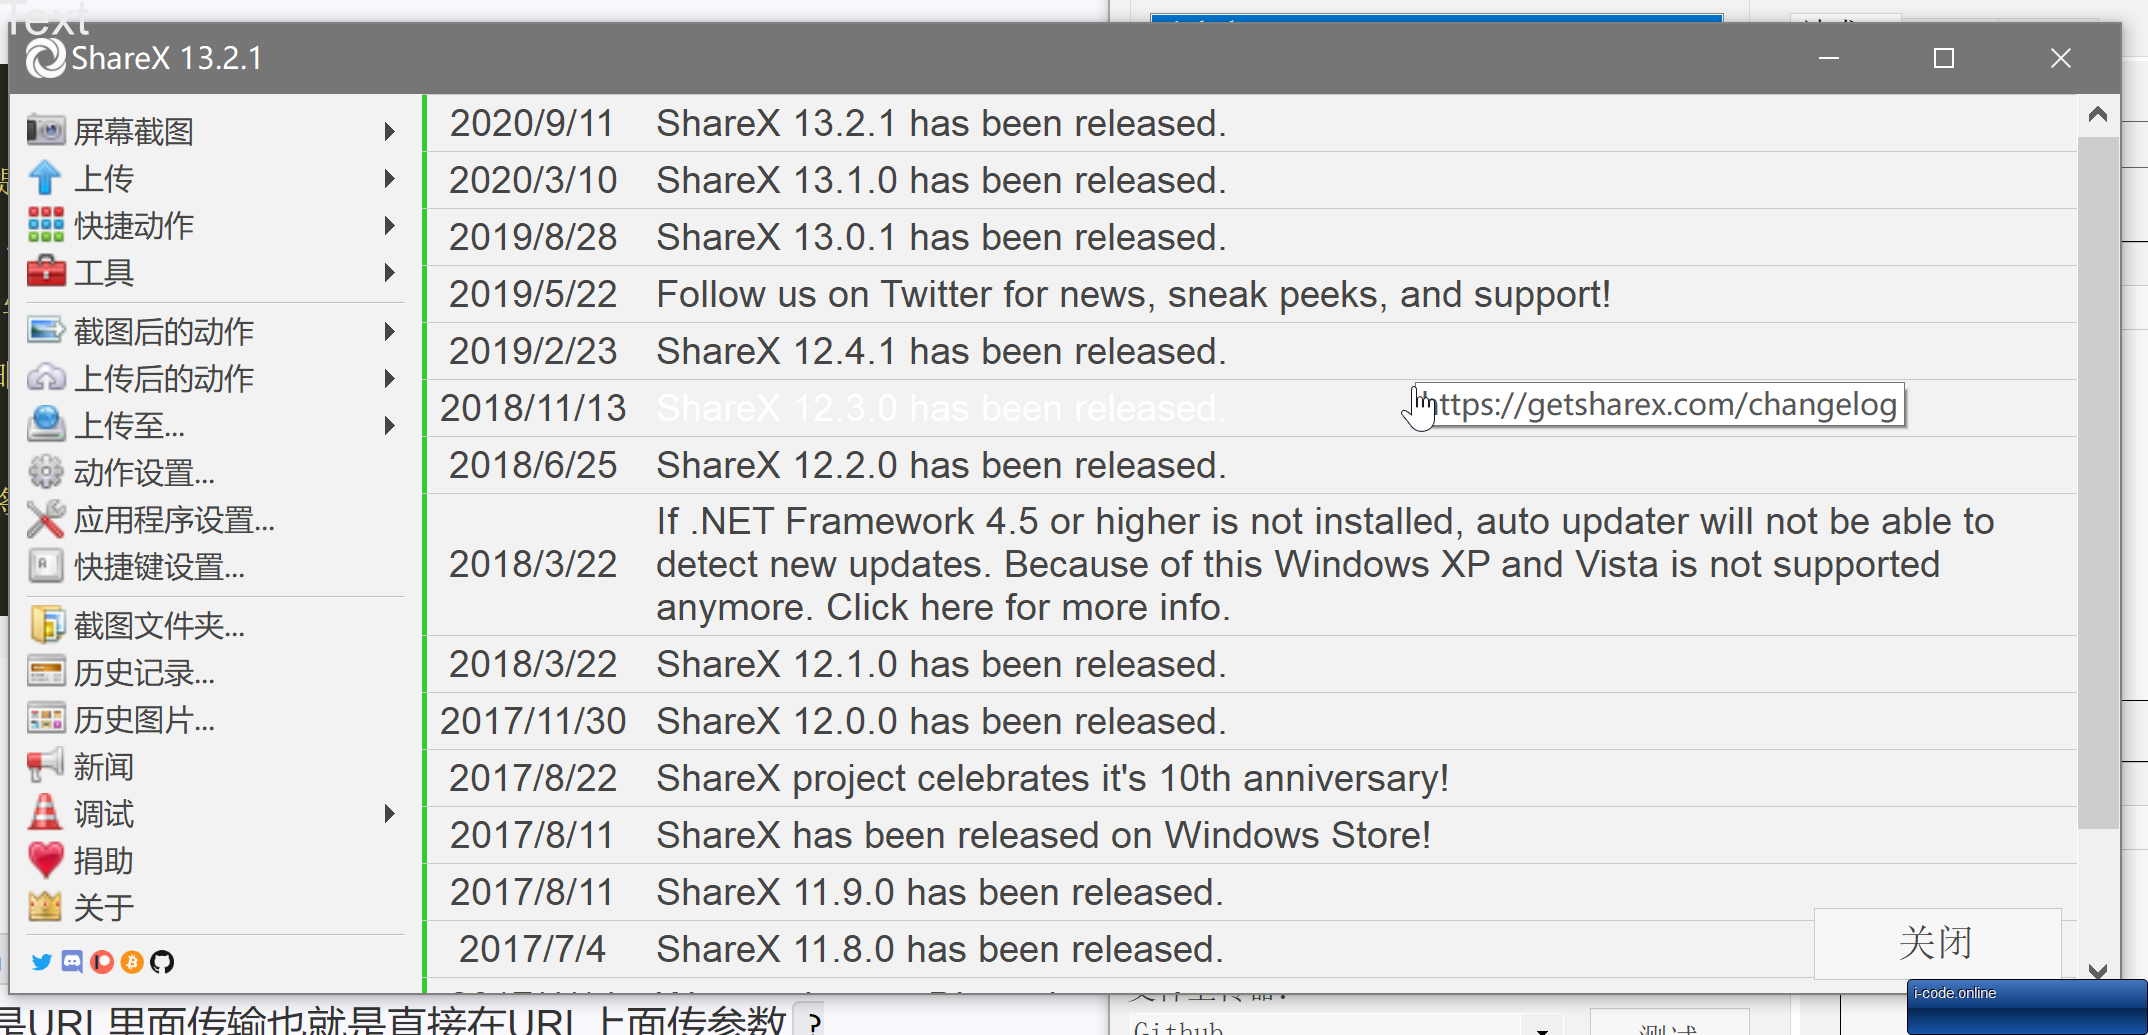 Text
ShareX 13.2.1
屏幕截图
上传
快捷动作
工具
截图后的动作
上传后的动作
上传至...
动作设置...
应用程序设置...
快捷键设置...
截图文件夹...
历史记录...
历史图片...
新闻
调试
捐助
关于
2020/9/11 ShareX 13.2.1 has been released.
2020/3/10 ShareX 13.1.0 has been released.
2019/8/28 ShareX 13.0.1 has been released.
2019/5/22 Follow us on Twitter for news, sneak peeks, and support!
2019/2/23 ShareX 12.4.1 has been released.
2018/11/13 ShareX 12.3.0 has been released.
https://getsharex.com/changelog
2018/6/25 ShareX 12.2.0 has been released.
2018/3/22 If .NET Framework 4.5 or higher is not installed, auto updater will not be able to
detect new updates. Because of this Windows XP and Vista is not supported
anymore. Click here for more info.
2018/3/22 ShareX 12.1.0 has been released.
2017/11/30 ShareX 12.0.0 has been released.
2017/8/22 ShareX project celebrates it's 10th anniversary!
2017/8/11 ShareX has been released on Windows Store!
2017/8/11 ShareX 11.9.0 has been released.
2017/7/4 ShareX 11.8.0 has been released.
关闭
i-code.online
是URL里面传输也就是直接在URL上面传参数 ?
Github
测试